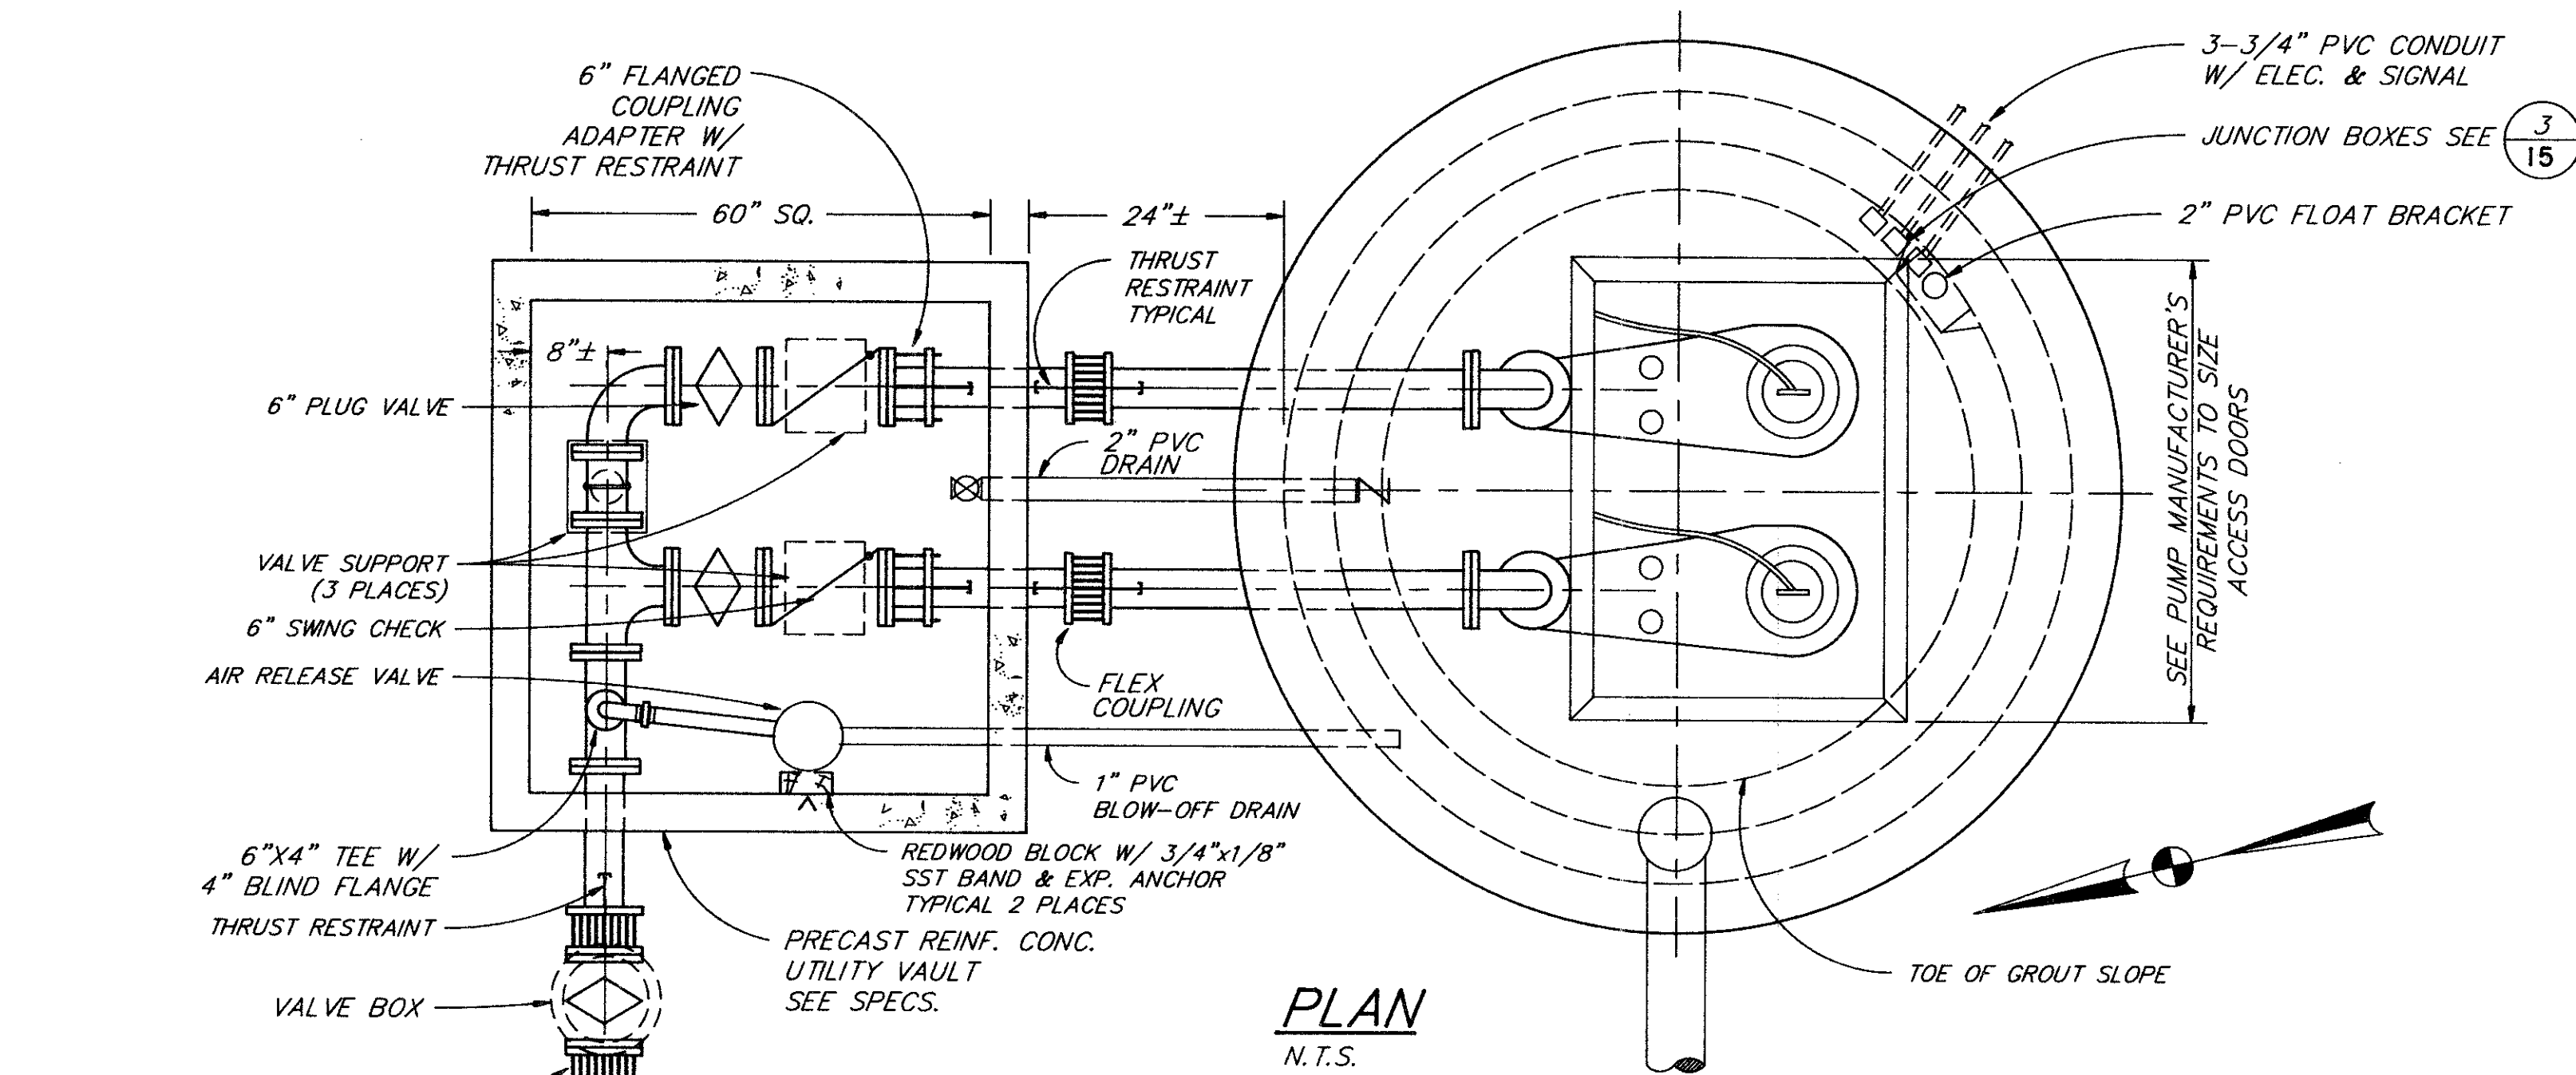 6" FLANGED
COUPLING
ADAPTER W/
THRUST RESTRAINT
3-3/4" PVC CONDUIT
W/ ELEC. & SIGNAL
JUNCTION BOXES SEE
3
15
2" PVC FLOAT BRACKET
60" SQ.
24"±
THRUST
RESTRAINT
TYPICAL
8"±
6" PLUG VALVE
2" PVC
DRAIN
SEE PUMP MANUFACTURER'S
REQUIREMENTS TO SIZE
ACCESS DOORS
VALVE SUPPORT
(3 PLACES)
6" SWING CHECK
AIR RELEASE VALVE
FLEX
COUPLING
1" PVC
BLOW-OFF DRAIN
6"X4" TEE W/
4" BLIND FLANGE
THRUST RESTRAINT
REDWOOD BLOCK W/ 3/4"x1/8"
SST BAND & EXP. ANCHOR
TYPICAL 2 PLACES
PRECAST REINF. CONC.
UTILITY VAULT
SEE SPECS.
VALVE BOX
TOE OF GROUT SLOPE
PLAN
N.T.S.